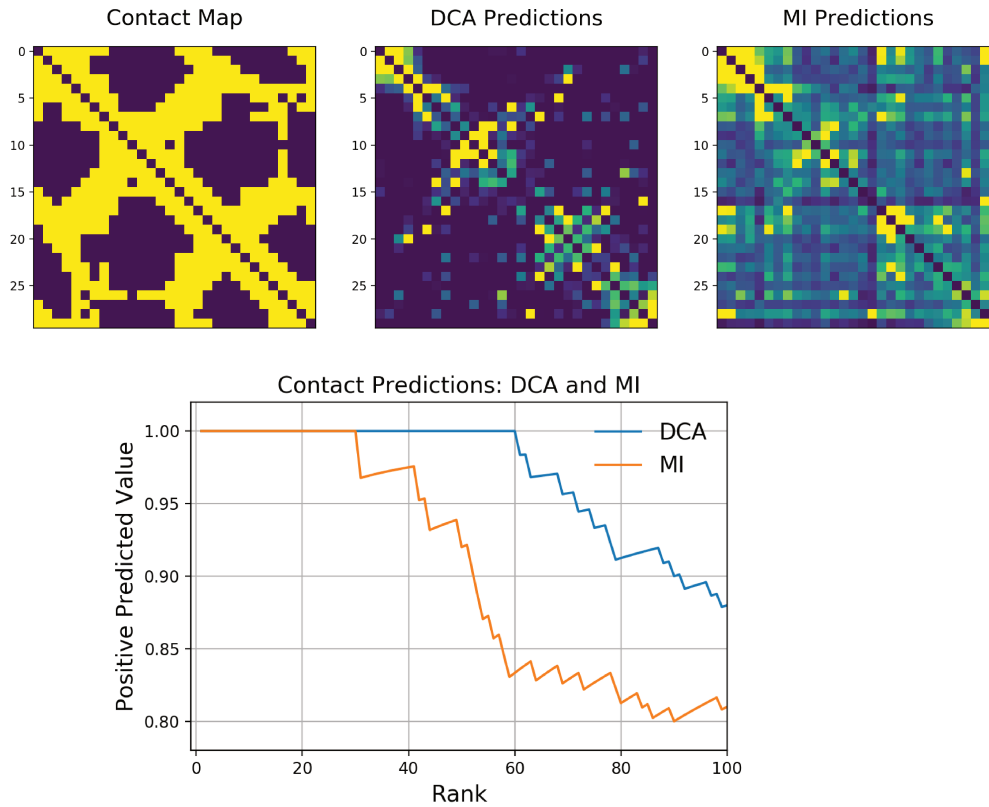 Contact Map
DCA Predictions
MI Predictions
0
5
10
15
20
25
0
5
10
15
20
25
0
5
10
15
20
25
Contact Predictions: DCA and MI
Positive Predicted Value
1.00
0.95
0.90
0.85
0.80
DCA
MI
0 20 40 60 80 100
Rank